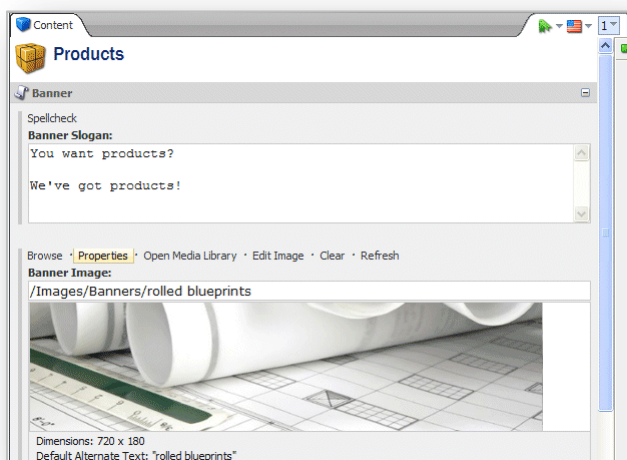 Content
1
Products
Banner
Spellcheck
Banner Slogan:
You want products?
We've got products!
Browse · Properties · Open Media Library · Edit Image · Clear · Refresh
Banner Image:
/Images/Banners/rolled blueprints
Dimensions: 720 x 180
Default Alternate Text: "rolled blueprints"